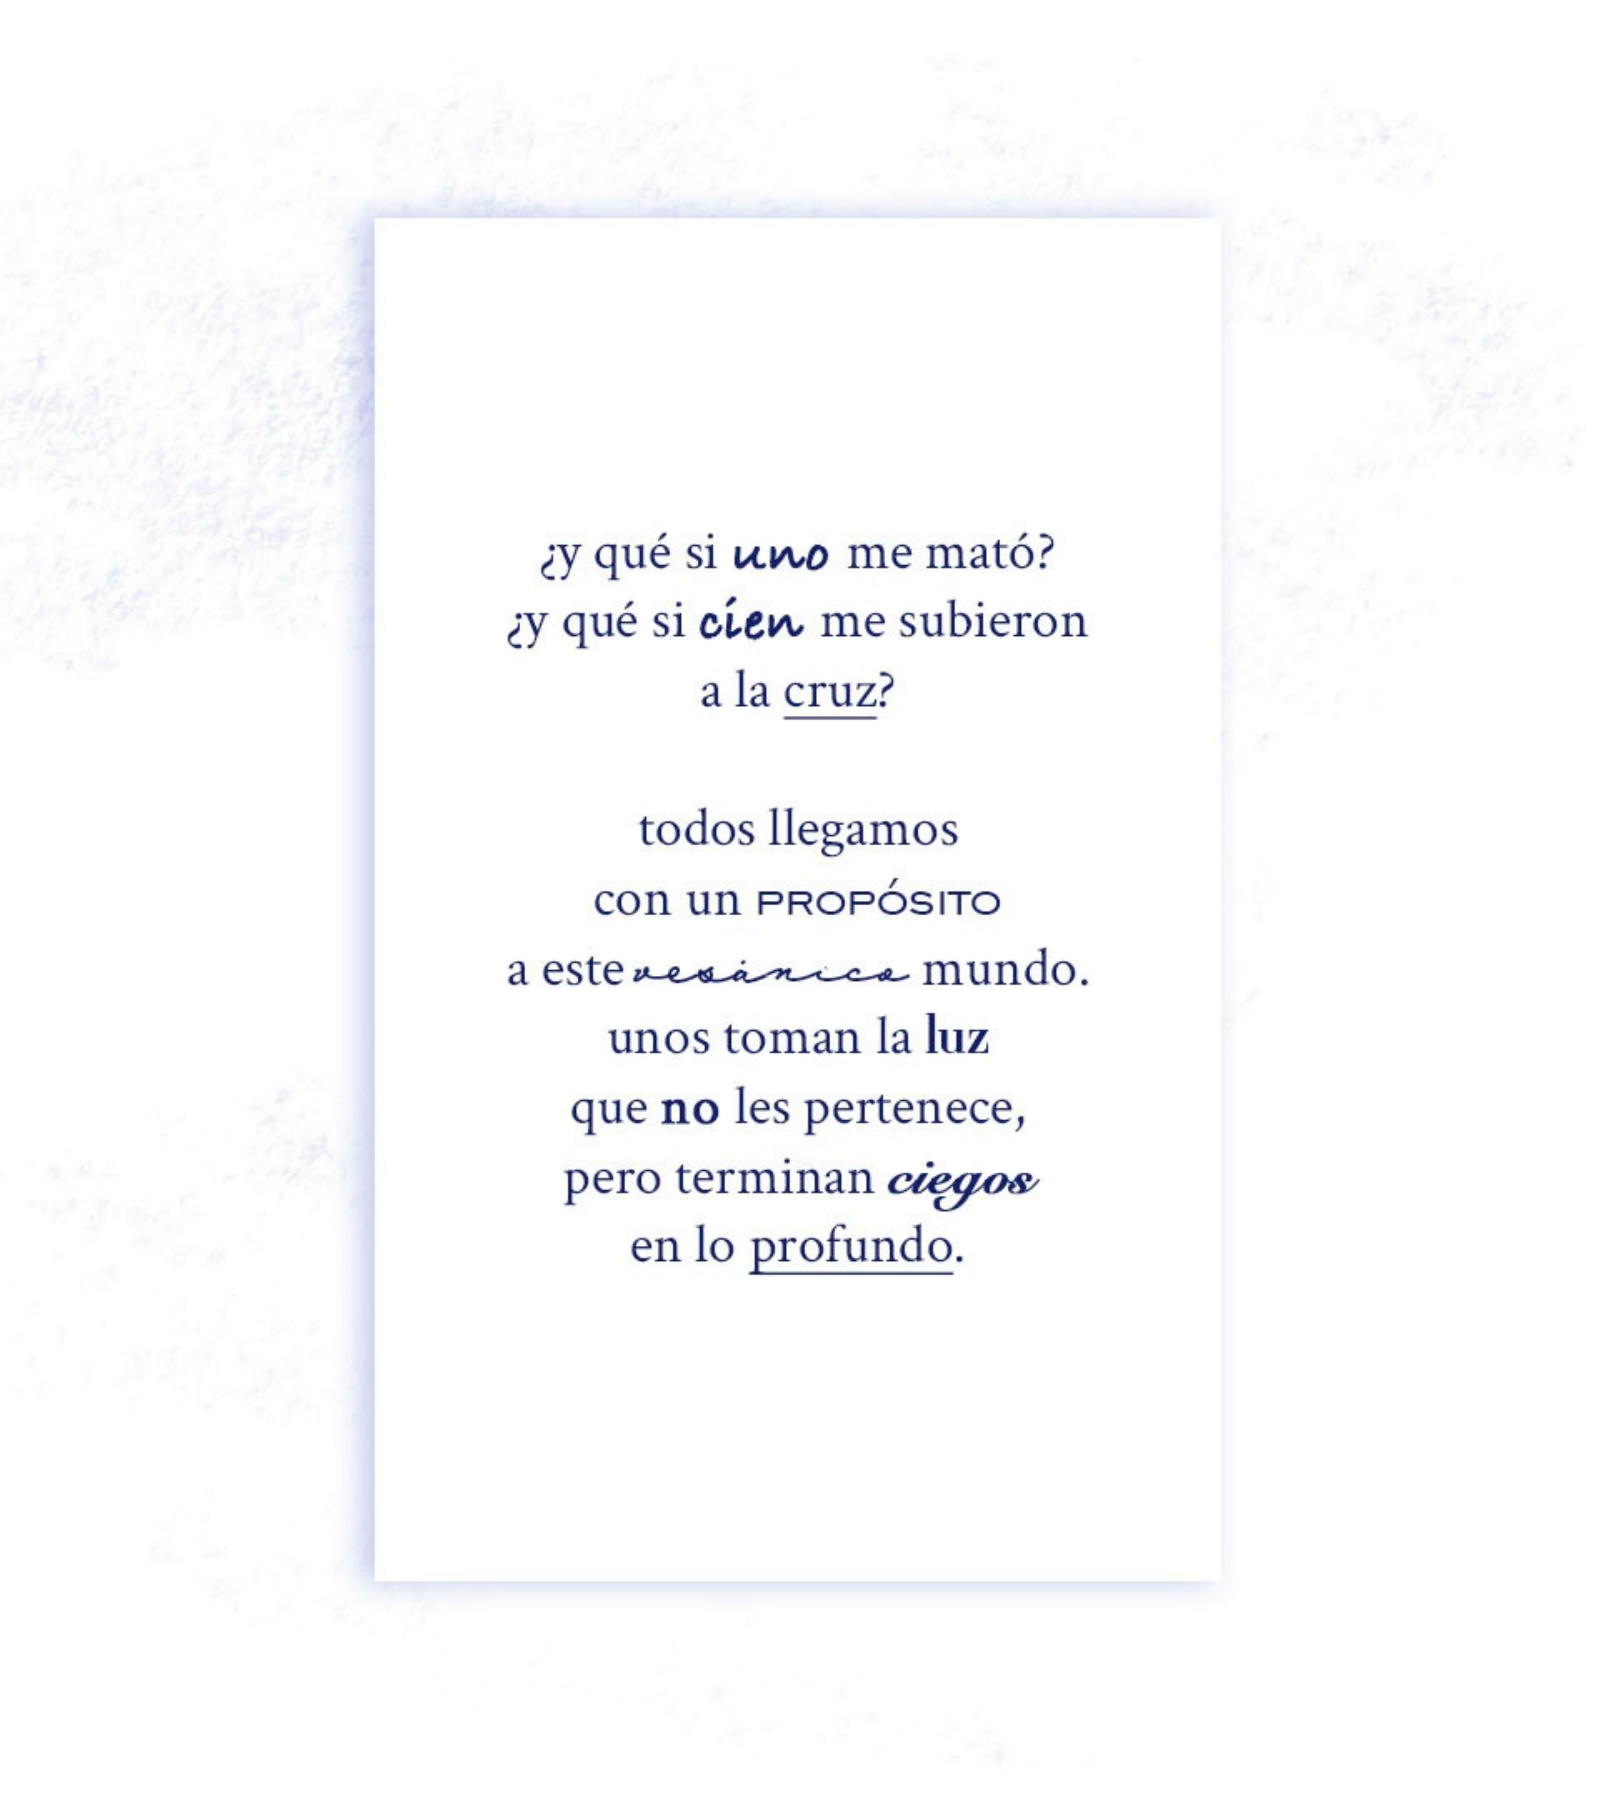 ¿y qué si uno me mató?
¿y qué si cien me subieron
a la cruz?
todos llegamos
con un PROPÓSITO
a este vesánico mundo.
unos toman la luz
que no les pertenece,
pero terminan ciegos
en lo profundo.